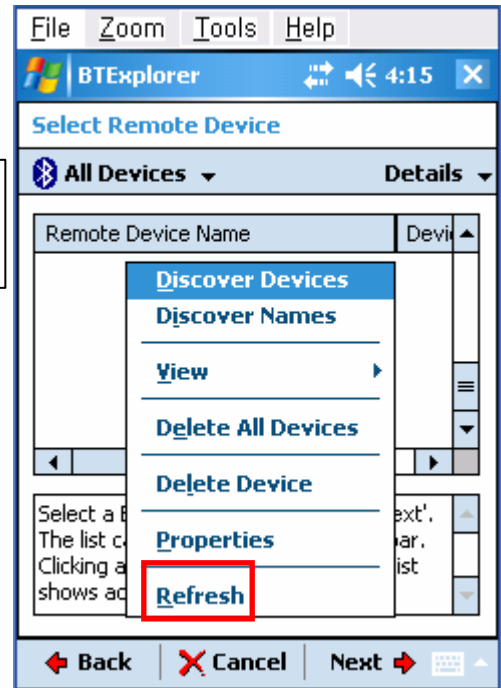 File Zoom Tools Help
BTExplorer 4:15
Select Remote Device
All Devices Details
Remote Device Name Devi
Discover Devices
Discover Names
View
Delete All Devices
Delete Device
Properties
Refresh
Select a ext'.
The list c ar.
Clicking a ist
shows ac
Back Cancel Next